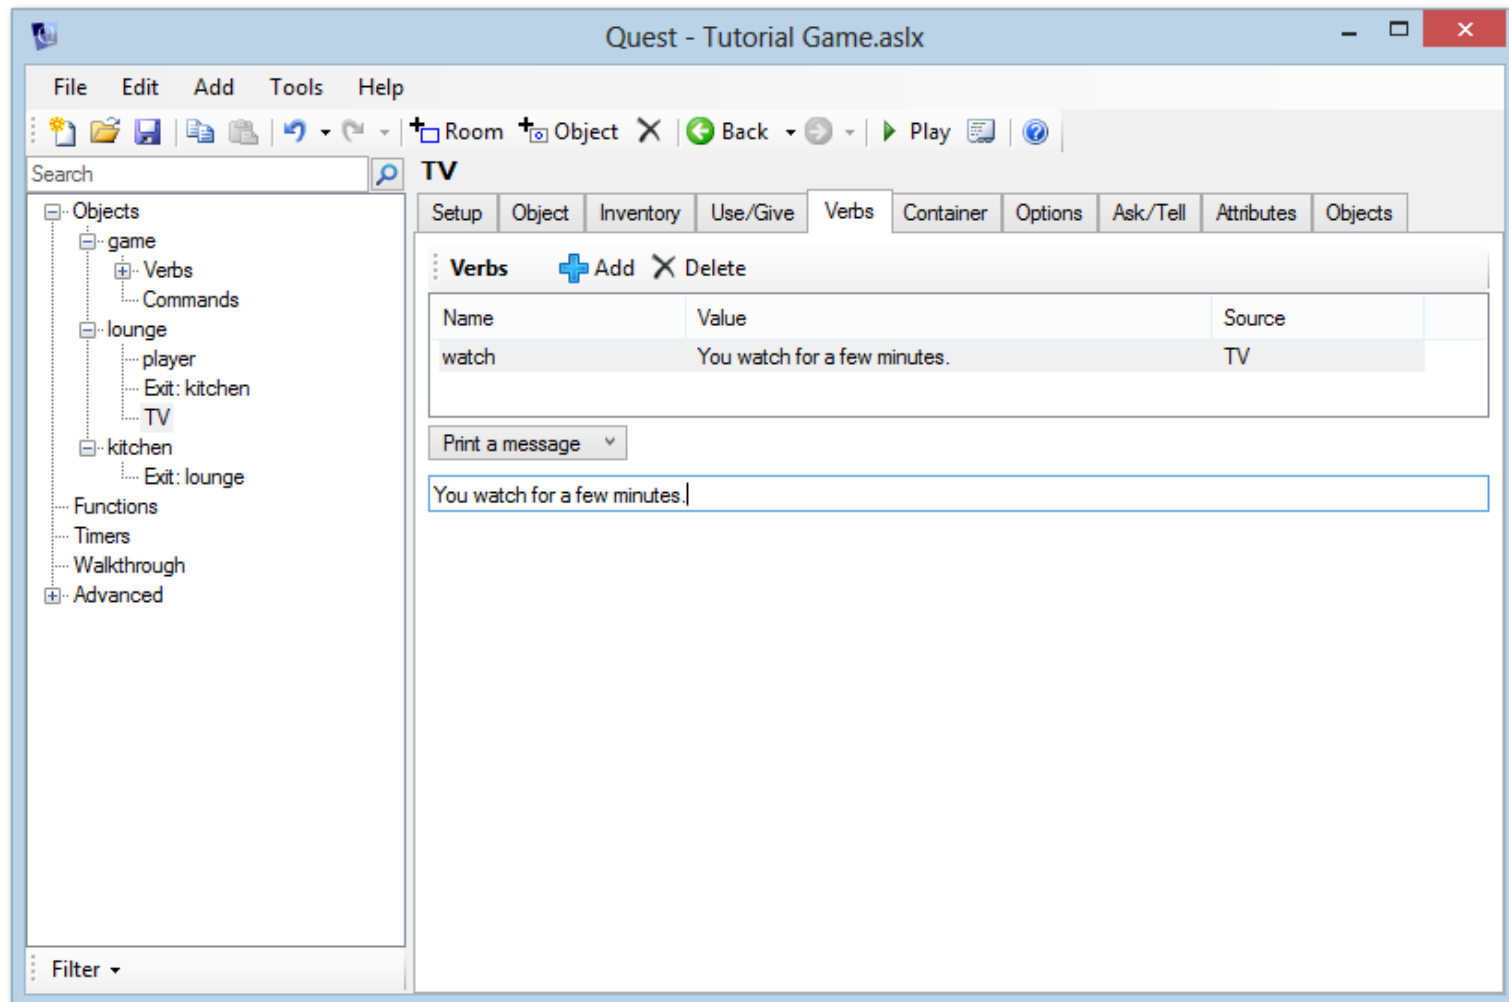 Quest - Tutorial Game.aslx
File Edit Add Tools Help
Room Object Back Play
Search
TV
Objects
game
Verbs
Commands
lounge
player
Exit: kitchen
TV
kitchen
Exit: lounge
Functions
Timers
Walkthrough
Advanced
Filter
Setup Object Inventory Use/Give Verbs Container Options Ask/Tell Attributes Objects
Verbs Add Delete
Name Value Source
watch You watch for a few minutes. TV
Print a message
You watch for a few minutes.